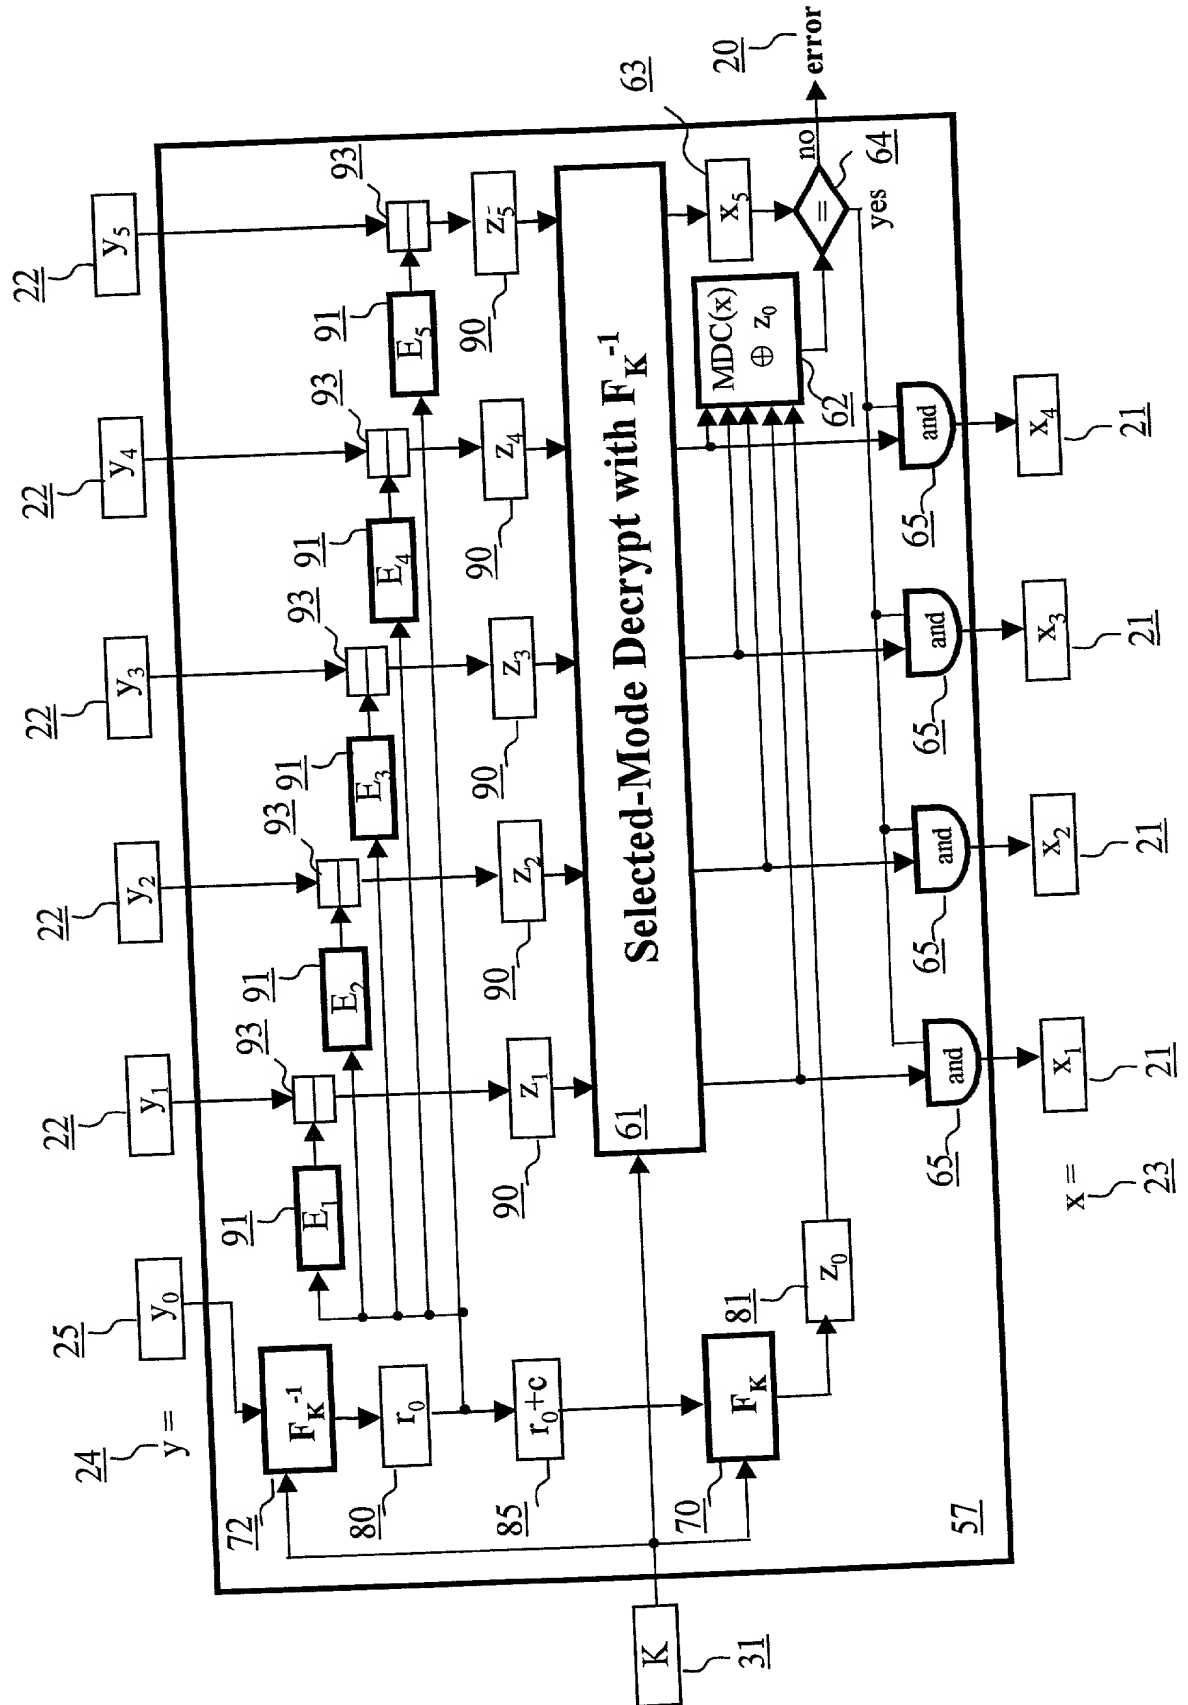 24
y =
25
y₀
22
y₁
22
y₂
22
y₃
22
y₄
22
y₅
72
F_K⁻¹
91
E₁
93
91
E₂
93
91
E₃
93
91
E₄
93
91
E₅
93
80
r₀
85
r₀+c
90
z₁
90
z₂
90
z₃
90
z₄
90
z₅
K
31
61
Selected-Mode Decrypt with F_K⁻¹
70
F_K
81
z₀
MDC(x)
⊕ z₀
62
x₅
63
=
64
no
yes
20
error
57
65
and
65
and
65
and
65
and
x =
23
x₁
21
x₂
21
x₃
21
x₄
21